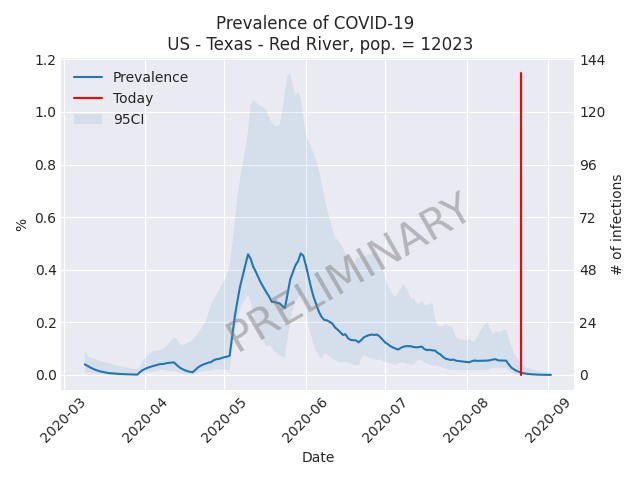 Prevalence of COVID-19
US - Texas - Red River, pop. = 12023
Prevalence
Today
95CI
PRELIMINARY
%
# of infections
1.2
1.0
0.8
0.6
0.4
0.2
0.0
144
120
96
72
48
24
0
2020-03
2020-04
2020-05
2020-06
2020-07
2020-08
2020-09
Date